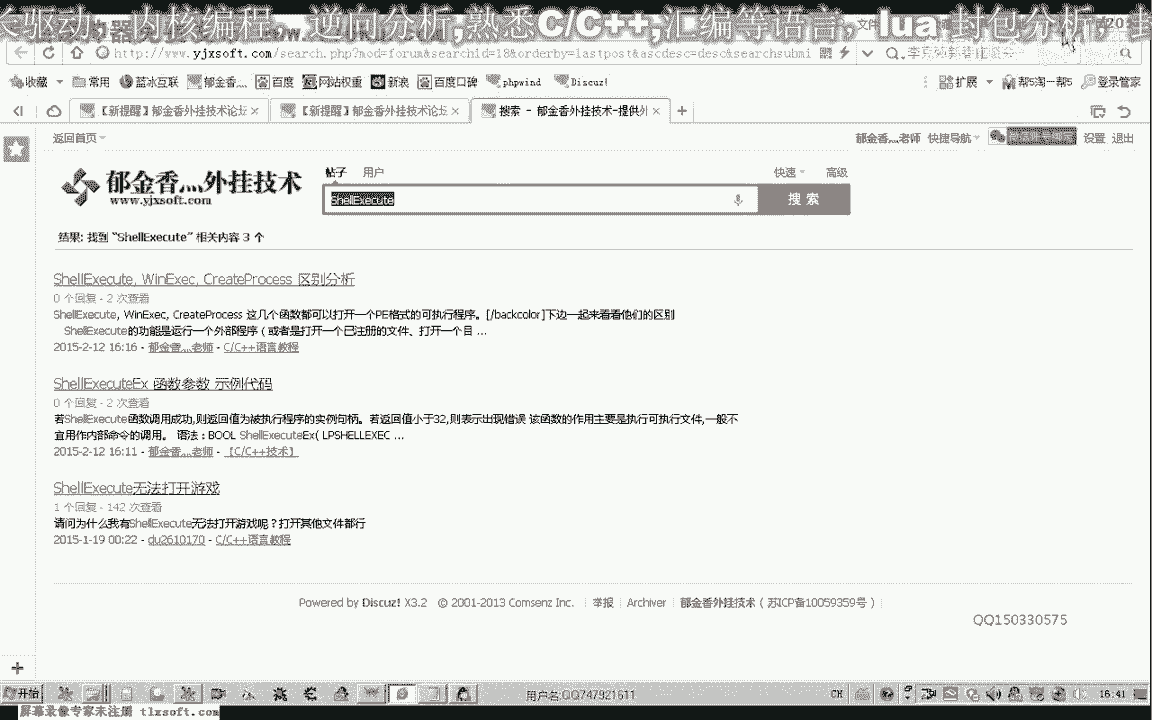 驱动、内核编程、逆向分析;熟悉C/C++,汇编等语言, lua 封包分析,
http://www.yjxsoft.com/search.php?mod=forum&searchid=18&orderby=lastpost&ascdesc=desc&searchsubmi
收藏 常用 蓝冰互联 郁金香... 百度 网站权重 新浪 百度口碑 phpwind Discuz! 扩展 帮5淘一帮5 登录管家
【新提醒】郁金香外挂技术论坛 【新提醒】郁金香外挂技术论坛 搜索 - 郁金香外挂技术-提供外
返回首页 郁金香灬老师 快捷导航 设置 退出
帖子 用户 快速 高级
郁金香灬外挂技术
www.yjxsoft.com
ShellExecute 搜索
结果: 找到 “ShellExecute” 相关内容 3 个
ShellExecute, WinExec, CreateProcess 区别分析
0 个回复 - 2 次查看
ShellExecute, WinExec, CreateProcess 这几个函数都可以打开一个PE格式的可执行程序。[/backcolor]下边一起来看看他们的区别
ShellExecute的功能是运行一个外部程序（或者是打开一个已注册的文件、打开一个目 ...
2015-2-12 16:16 - 郁金香灬老师 - C/C++语言教程
ShellExecuteEx 函数参数 示例代码
0 个回复 - 2 次查看
若ShellExecute函数调用成功,则返回值为被执行程序的实例句柄。若返回值小于32,则表示出现错误 该函数的作用主要是执行可执行文件,一般不
宜用作内部命令的调用。 语法：BOOL ShellExecuteEx( LPSHELLEXEC ...
2015-2-12 16:11 - 郁金香灬老师 - 【C/C++技术】
ShellExecute无法打开游戏
1 个回复 - 142 次查看
请问为什么我有ShellExecute无法打开游戏呢？打开其他文件都行
2015-1-19 00:22 - du2610170 - C/C++语言教程
Powered by Discuz! X3.2 © 2001-2013 Comsenz Inc. 举报 Archiver 郁金香外挂技术（苏ICP备10059359号）
QQ150330575
开始 用户名:QQ747921611 CH 16:41
屏幕录像专家未注册 tlxsoft.com